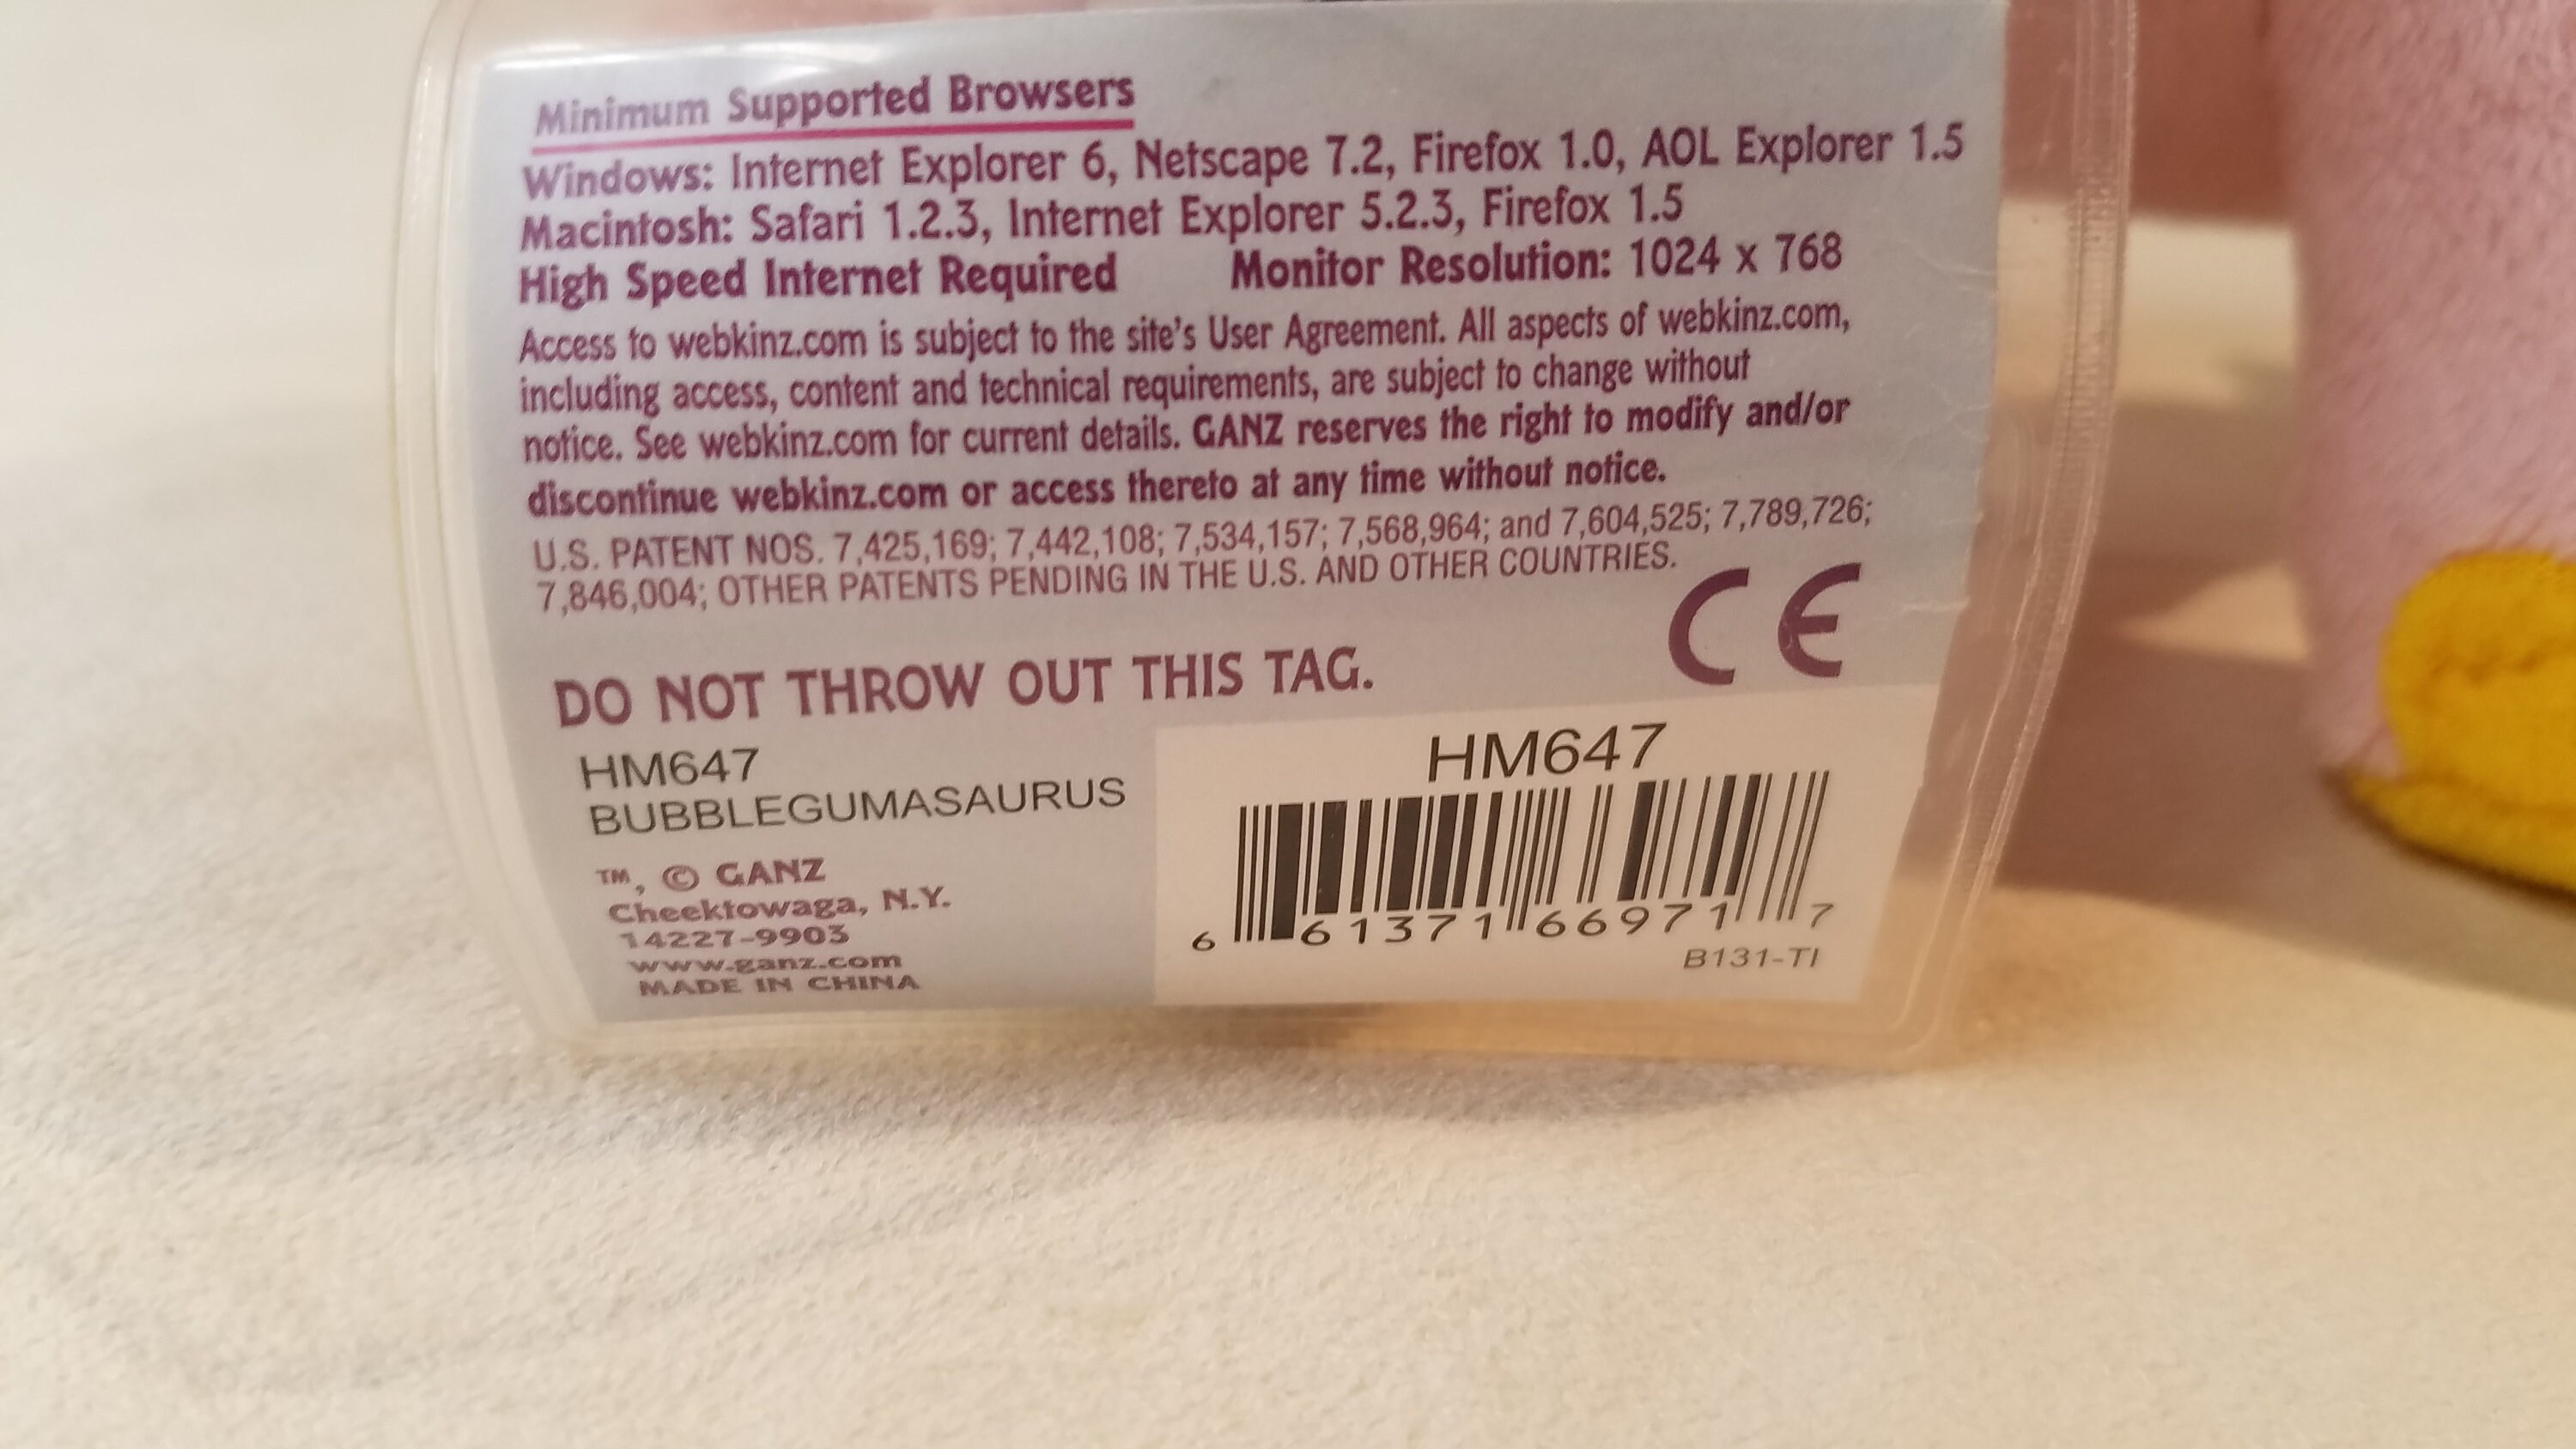 Minimum Supported Browsers
Windows: Internet Explorer 6, Netscape 7.2, Firefox 1.0, AOL Explorer 1.5
Macintosh: Safari 1.2.3, Internet Explorer 5.2.3, Firefox 1.5
High Speed Internet Required Monitor Resolution: 1024 x 768
Access to webkinz.com is subject to the site's User Agreement. All aspects of webkinz.com,
including access, content and technical requirements, are subject to change without
notice. See webkinz.com for current details. GANZ reserves the right to modify and/or
discontinue webkinz.com or access thereto at any time without notice.
U.S. PATENT NOS. 7,425,169; 7,442,108; 7,534,157; 7,568,964; and 7,604,525; 7,789,726;
7,846,004; OTHER PATENTS PENDING IN THE U.S. AND OTHER COUNTRIES.
CE
DO NOT THROW OUT THIS TAG.
HM647
BUBBLEGUMASAURUS
™, © GANZ
Cheektowaga, N.Y.
14227-9903
www.ganz.com
MADE IN CHINA
HM647
6 61371 66971 7
B131-TI